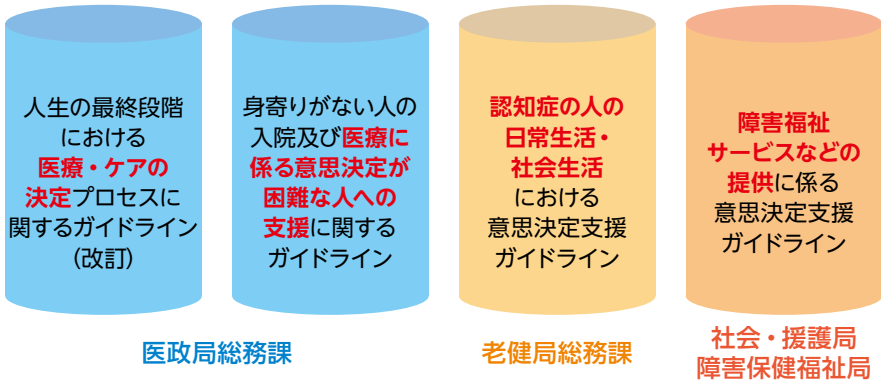 人生の最終段階
における
医療・ケアの
決定プロセスに
関するガイドライン
(改訂)
身寄りがない人の
入院及び医療に
係る意思決定が
困難な人への
支援に関する
ガイドライン
認知症の人の
日常生活・
社会生活
における
意思決定支援
ガイドライン
障害福祉
サービスなどの
提供に係る
意思決定支援
ガイドライン
医政局総務課
老健局総務課
社会・援護局
障害保健福祉局